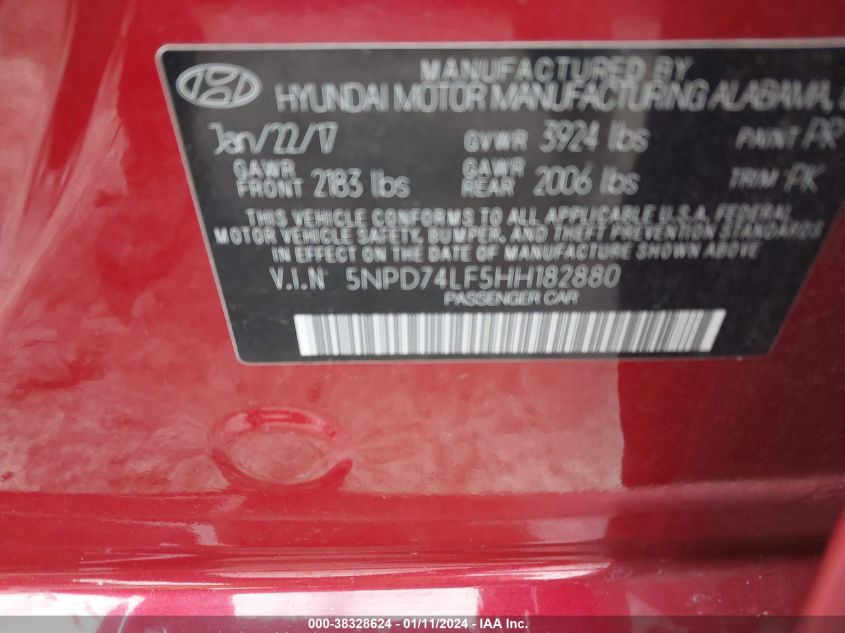 MANUFACTURED BY
HYUNDAI MOTOR MANUFACTURING ALABAMA,
Jan/22/17 GVWR 3924 lbs PAINT PR
GAWR FRONT 2183 lbs GAWR REAR 2006 lbs TRIM PK
THIS VEHICLE CONFORMS TO ALL APPLICABLE U.S.A. FEDERAL
MOTOR VEHICLE SAFETY, BUMPER, AND THEFT PREVENTION STANDARDS
IN EFFECT ON THE DATE OF MANUFACTURE SHOWN ABOVE
V.I.N 5NPD74LF5HH182880
PASSENGER CAR
000-38328624 - 01/11/2024 - IAA Inc.